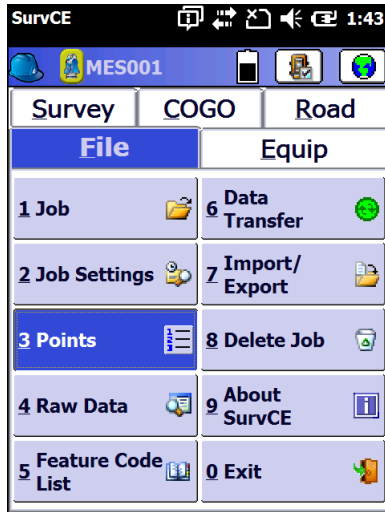 SurvCE 1:43
MES001
Survey COGO Road
File Equip
1 Job
6 Data
Transfer
2 Job Settings
7 Import/
Export
3 Points
8 Delete Job
4 Raw Data
9 About
SurvCE
5 Feature Code
List
0 Exit